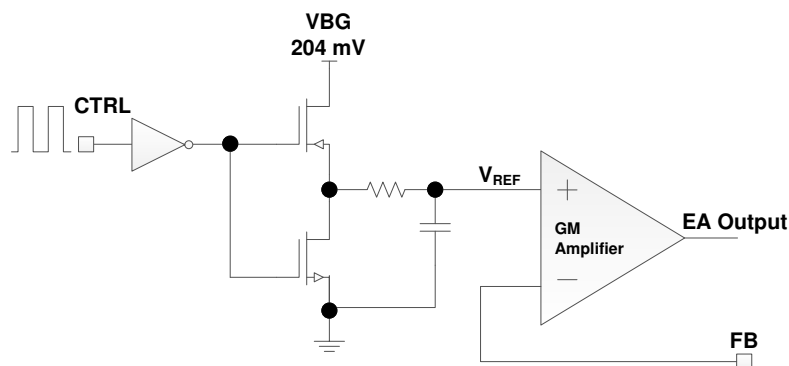 VBG
204 mV
CTRL
VREF
GM
Amplifier
EA Output
FB